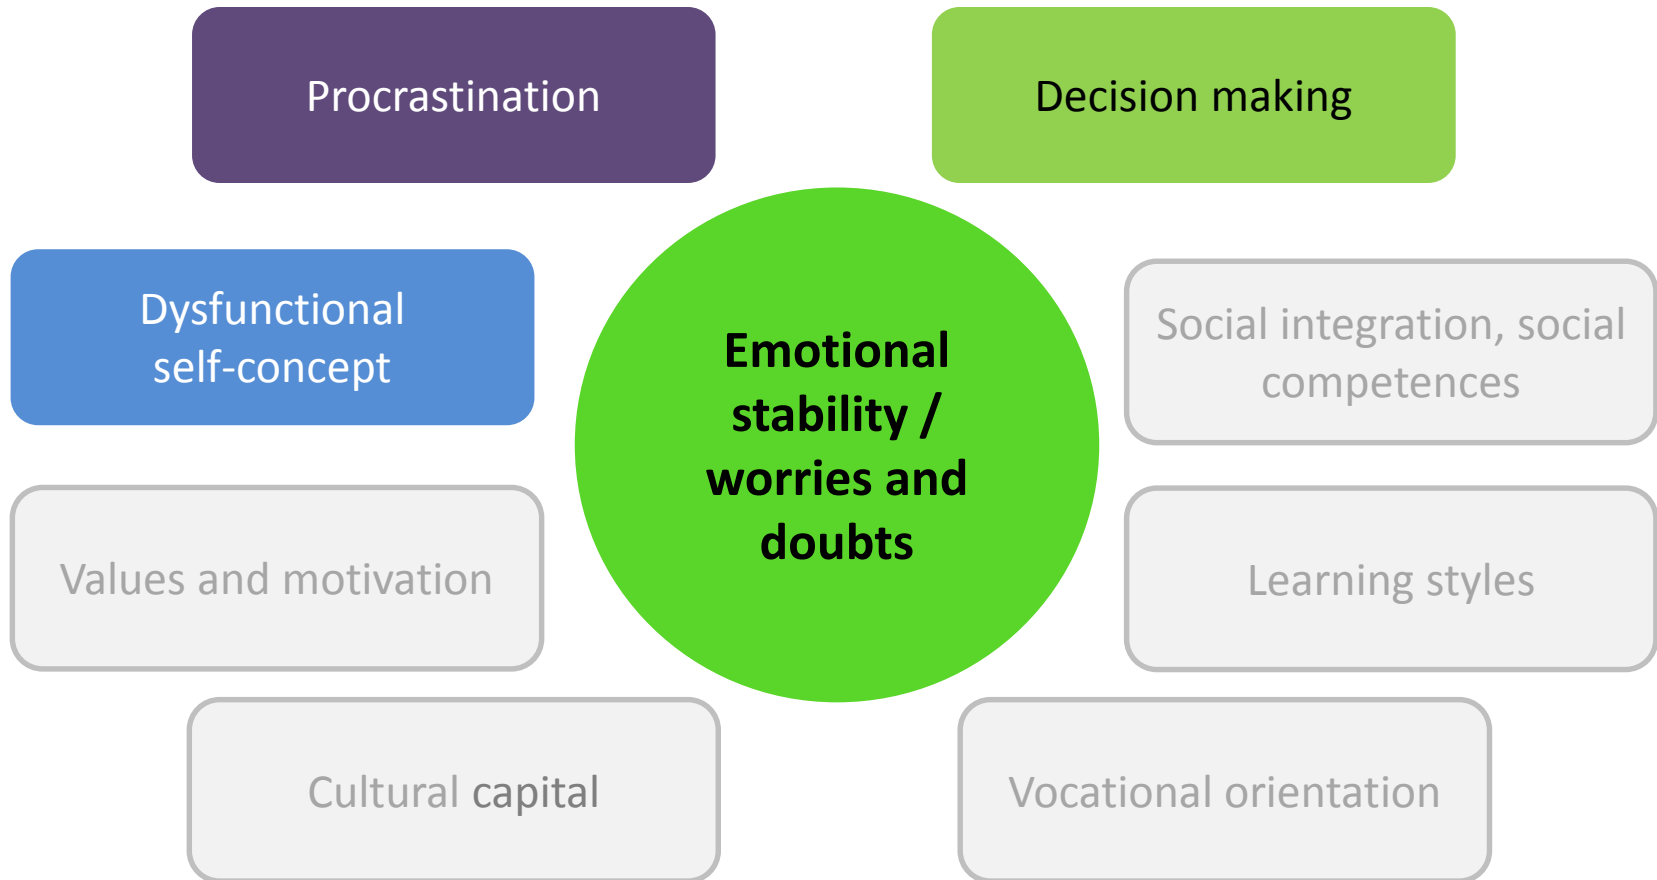 Procrastination
Decision making
Dysfunctional
self-concept
Emotional
stability /
worries and
doubts
Social integration, social
competences
Values and motivation
Learning styles
Cultural capital
Vocational orientation